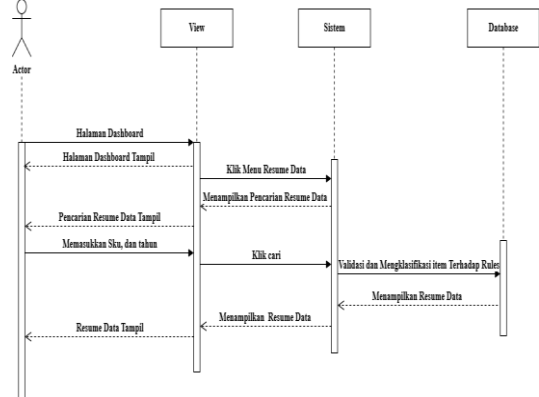 View
Sistem
Database
Actor
Halaman Dashboard
Halaman Dashboard Tampil
Klik Menu Resume Data
Menampilkan Pencarian Resume Data
Pencarian Resume Data Tampil
Memasukkan Sku, dan tahun
Klik cari
Validasi dan Mengklasifikasi item Terhadap Rules
Menampilkan Resume Data
Menampilkan Resume Data
Resume Data Tampil